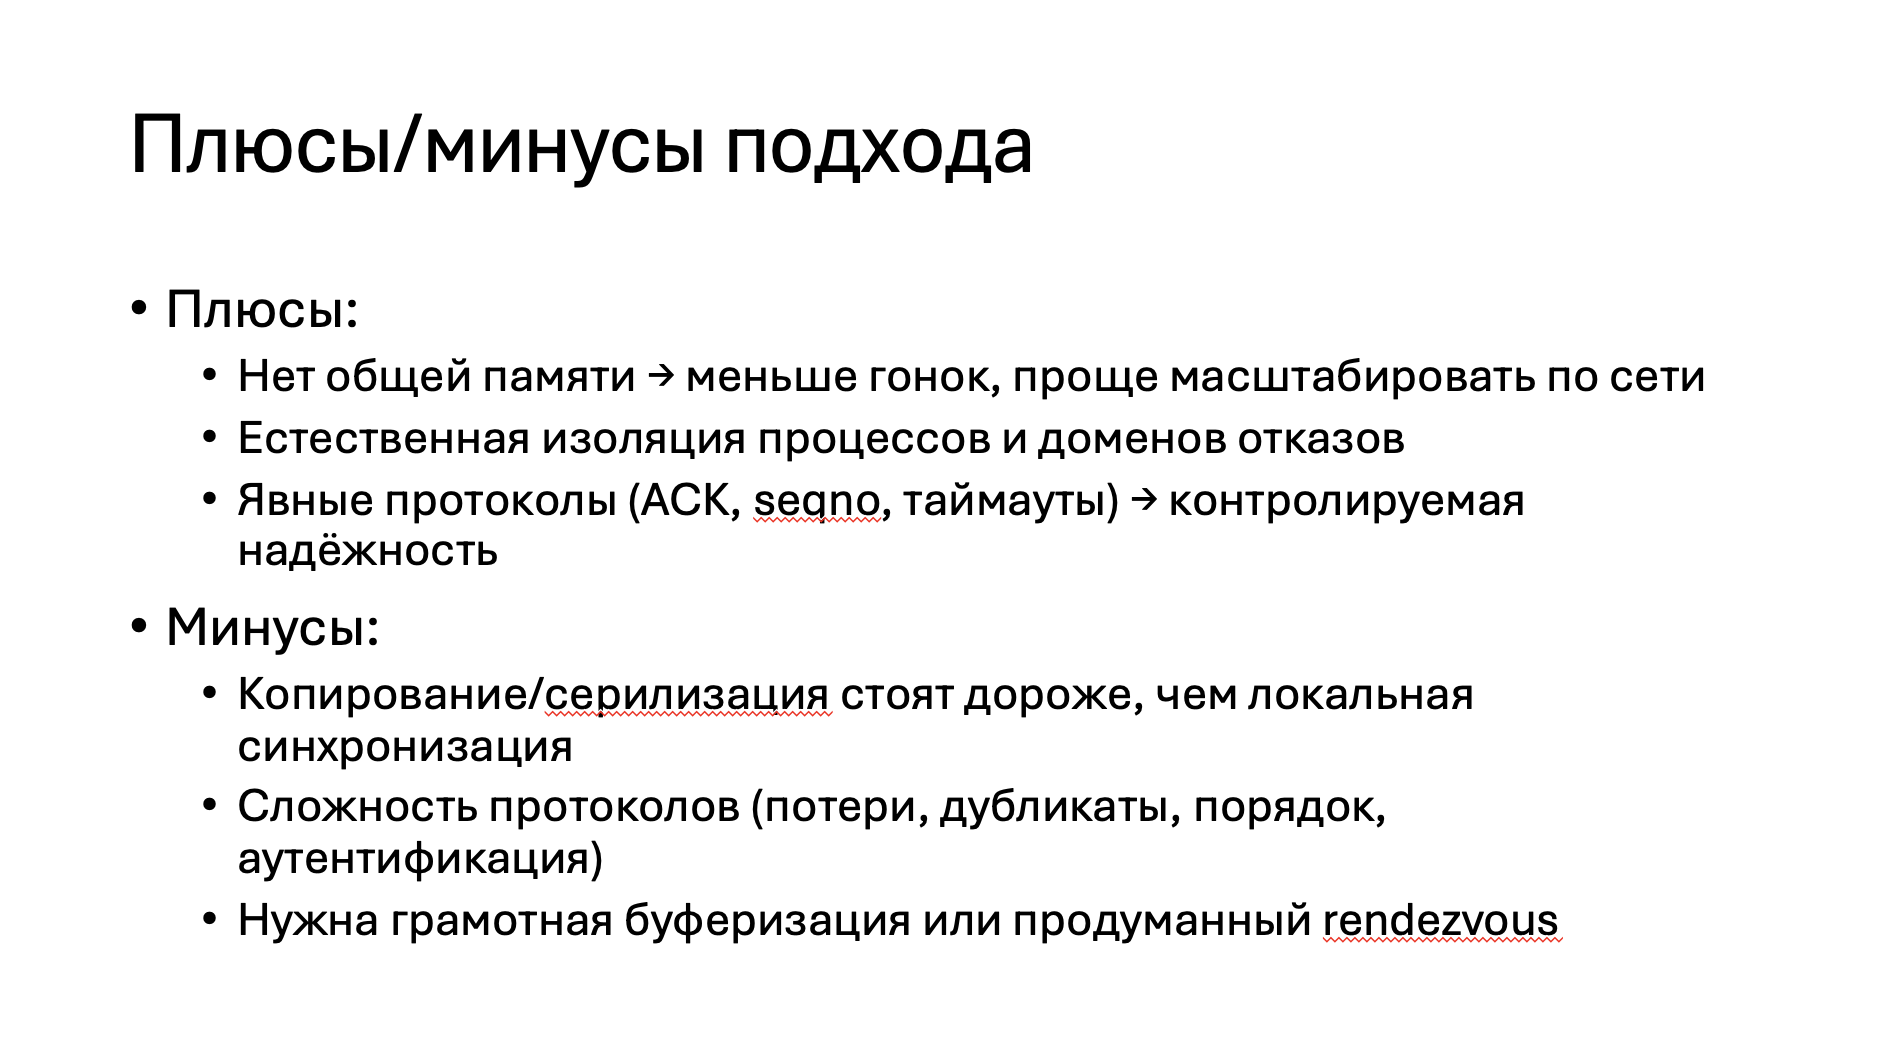 Плюсы/минусы подхода
• Плюсы:
• Нет общей памяти → меньше гонок, проще масштабировать по сети
• Естественная изоляция процессов и доменов отказов
• Явные протоколы (ACK, seqno, таймауты) → контролируемая
надёжность
• Минусы:
• Копирование/серилизация стоят дороже, чем локальная
синхронизация
• Сложность протоколов (потери, дубликаты, порядок,
аутентификация)
• Нужна грамотная буферизация или продуманный rendezvous